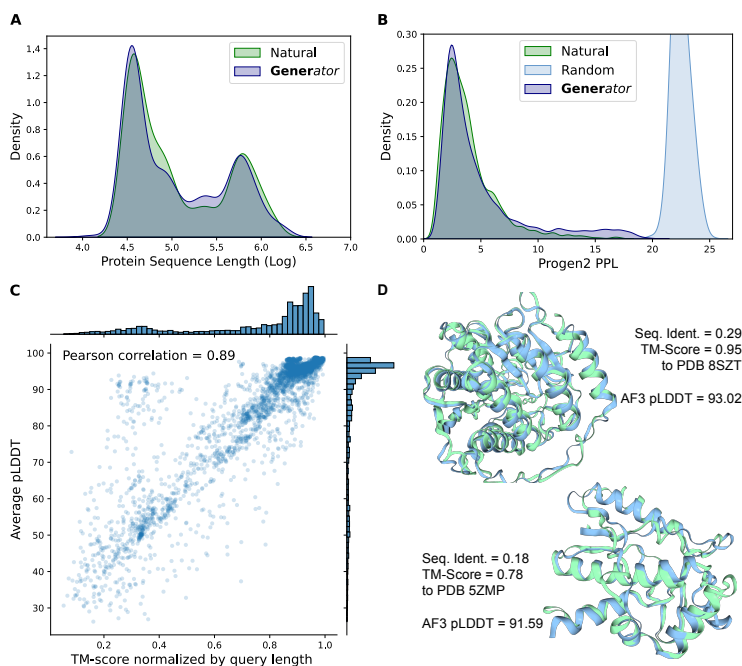 A
1.4
1.2
1.0
0.8
0.6
0.4
0.2
0.0
Density
Natural
Generator
4.0 4.5 5.0 5.5 6.0 6.5 7.0
Protein Sequence Length (Log)
B
0.30
0.25
0.20
0.15
0.10
0.05
0.00
Density
Natural
Random
Generator
0 5 10 15 20 25
Progen2 PPL
C
Pearson correlation = 0.89
100
90
80
70
60
50
40
30
Average pLDDT
0.2 0.4 0.6 0.8 1.0
TM-score normalized by query length
D
Seq. Ident. = 0.29
TM-Score = 0.95
to PDB 8SZT
AF3 pLDDT = 93.02
Seq. Ident. = 0.18
TM-Score = 0.78
to PDB 5ZMP
AF3 pLDDT = 91.59